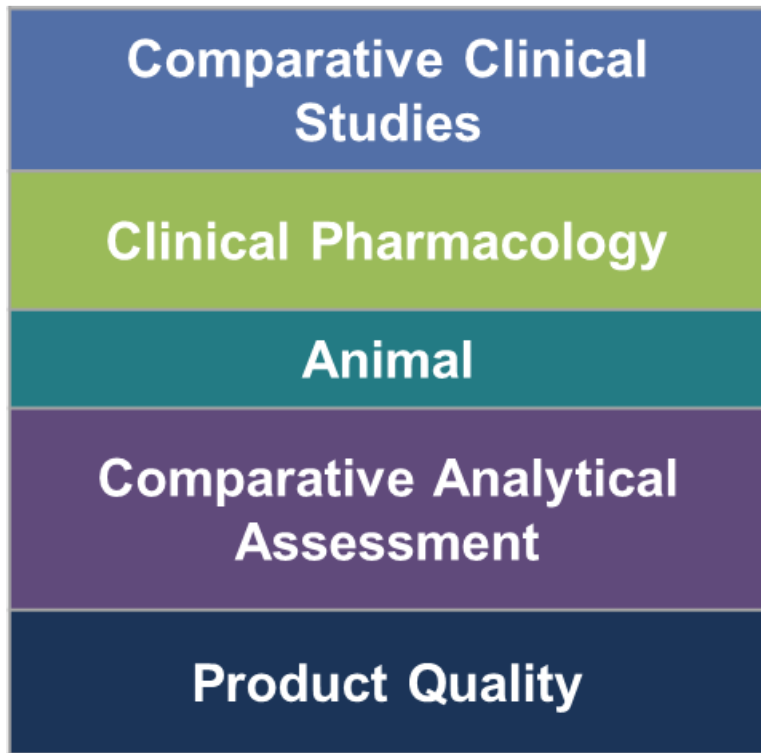 Comparative Clinical
Studies
Clinical Pharmacology
Animal
Comparative Analytical
Assessment
Product Quality